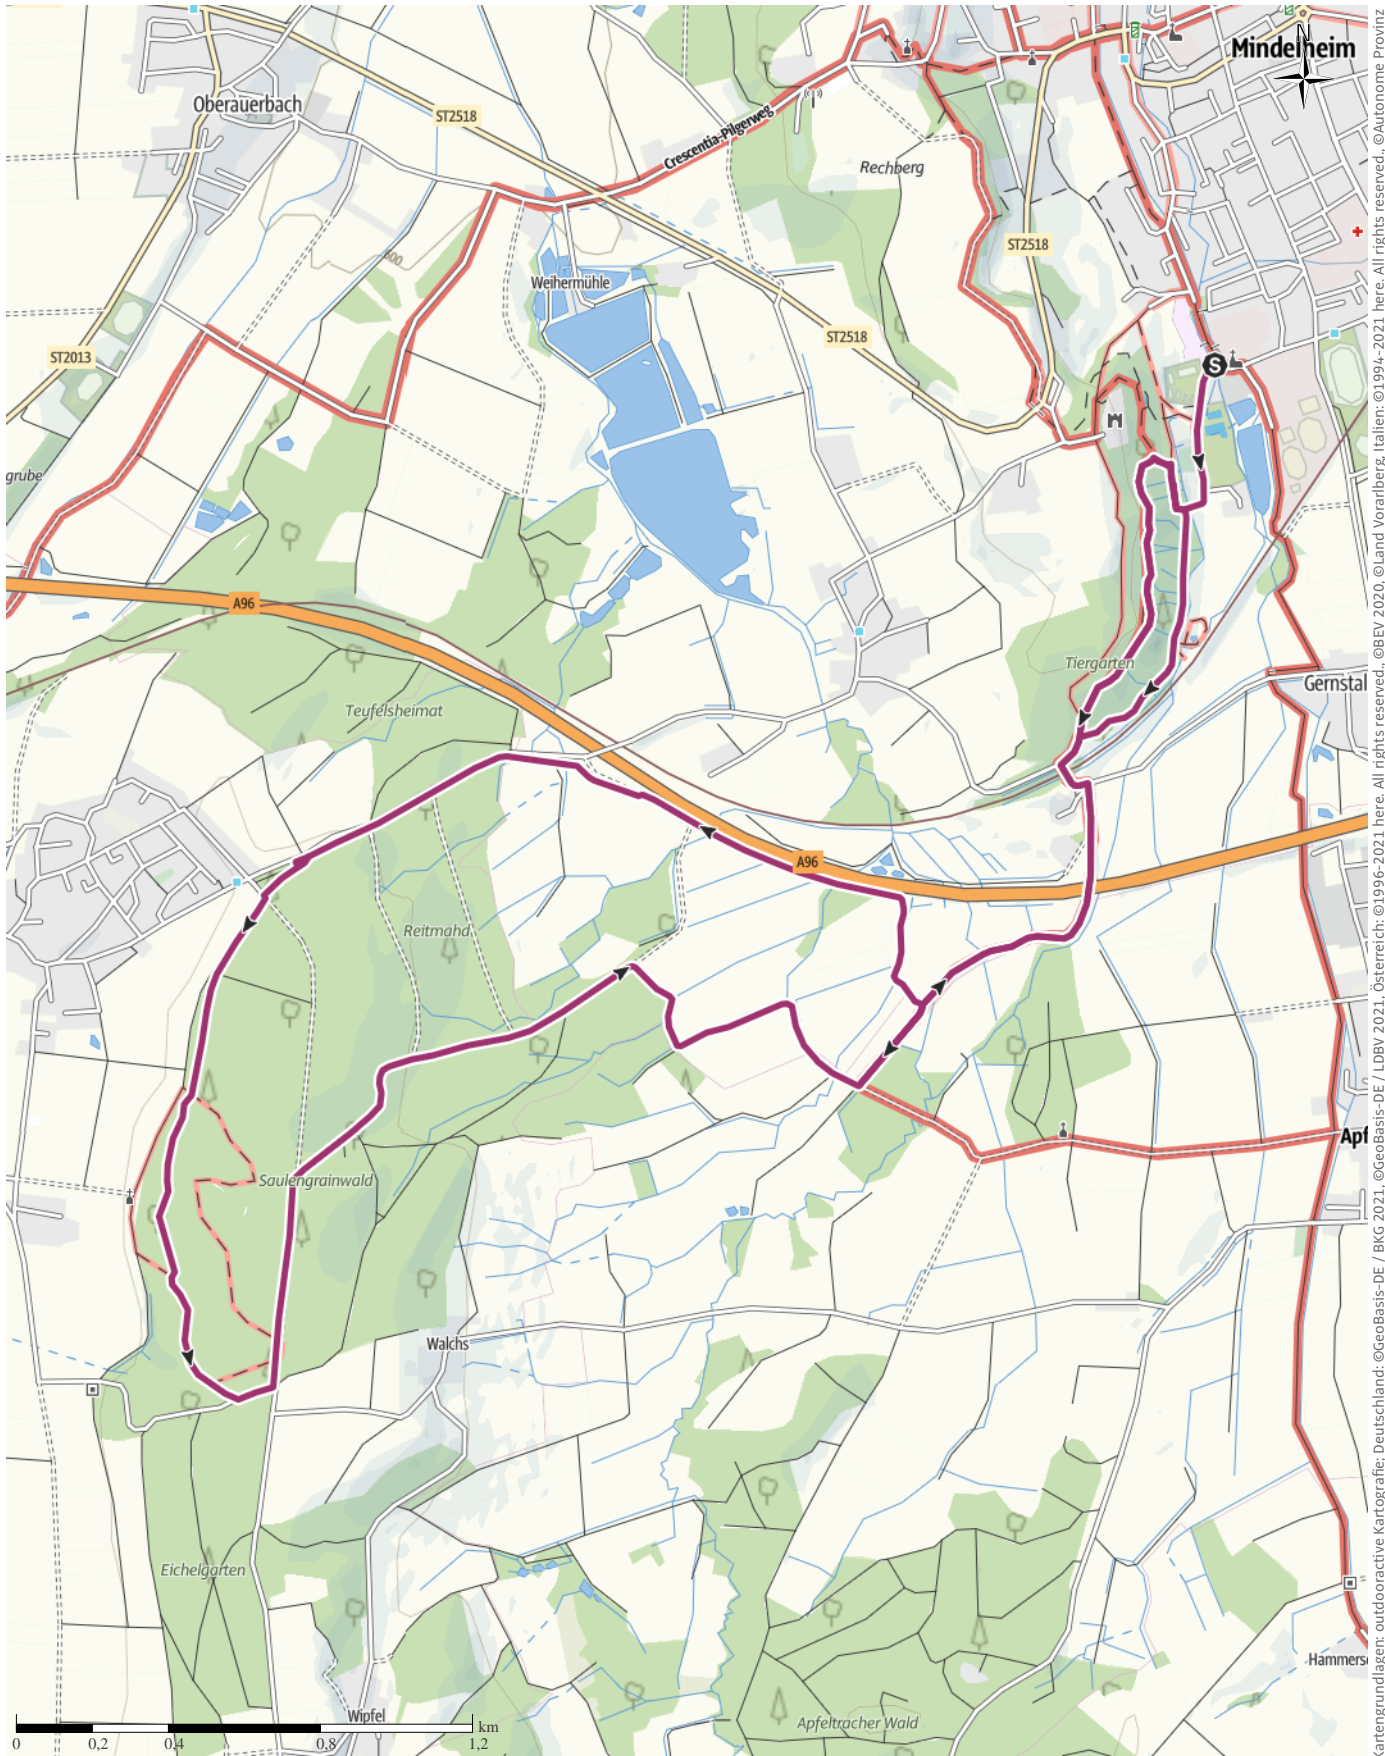 Mindelheim
Oberauerbach
ST2518
Crescentia-Pilgerweg
Rechberg
ST2518
600
Weihermühle
ST2518
ST2013
S
grube
A96
Tiergarten
Gernstal
Teufelsheimat
A96
Reitmahd
Apf
Saulengrainwald
Walchs
Eichelgarten
Hammers
Wipfel
Apfeltracher Wald
km
0 0,2 0,4 0,8 1,2
artengrundlagen: outdooractive Kartografie; Deutschland: ©GeoBasis-DE / BKG 2021, ©GeoBasis-DE / LDBV 2021, Österreich: ©1996-2021 here. All rights reserved., ©BEV 2020, ©Land Vorarlberg, Italien: ©1994-2021 here. All rights reserved., ©Autonome Provinz